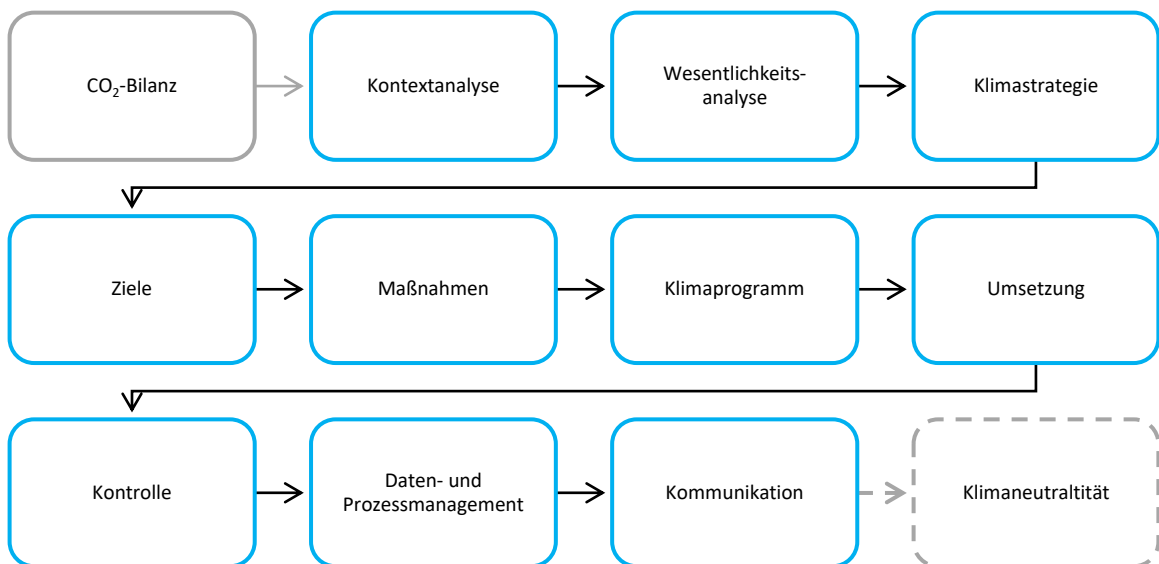 CO₂-Bilanz
Kontextanalyse
Wesentlichkeits-
analyse
Klimastrategie
Ziele
Maßnahmen
Klimaprogramm
Umsetzung
Kontrolle
Daten- und
Prozessmanagement
Kommunikation
Klimaneutraltität